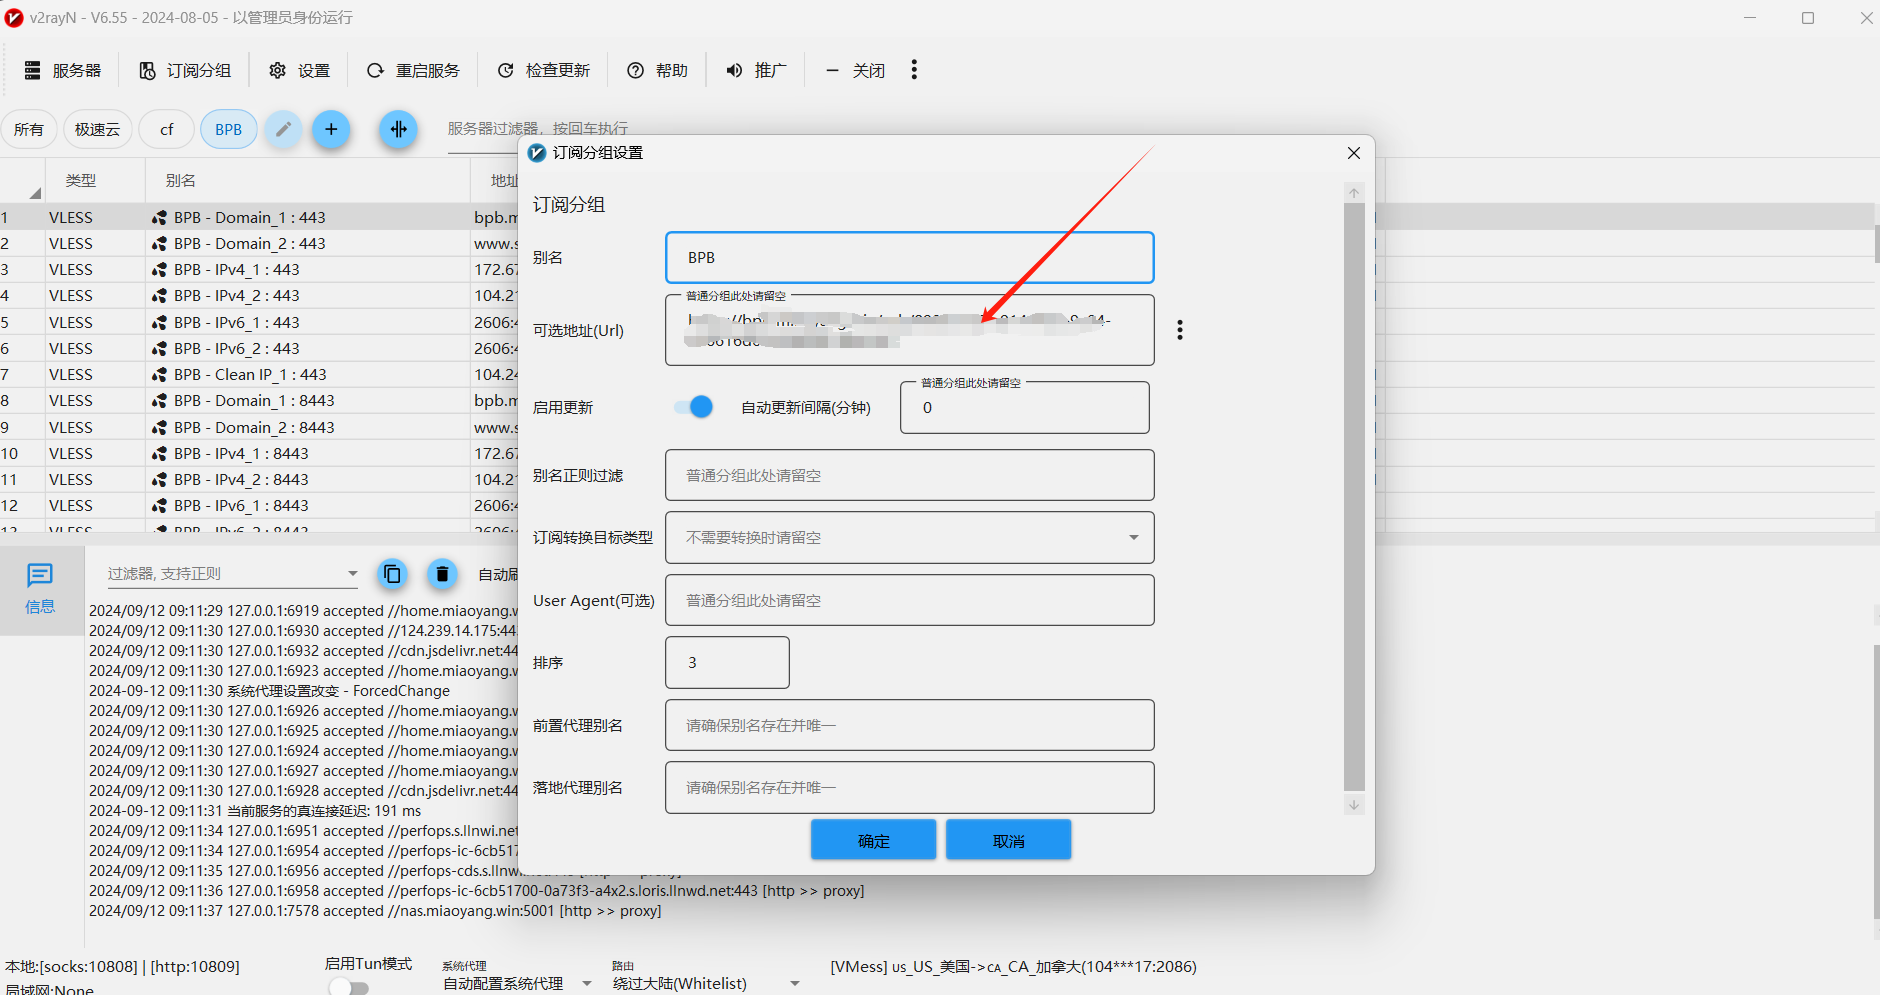 v2rayN - V6.55 - 2024-08-05 - 以管理员身份运行
服务器 订阅分组 设置 重启服务 检查更新 帮助 推广 关闭
所有 极速云 cf BPB 服务器过滤器，按回车执行
类型 别名 地址
1 VLESS BPB - Domain_1 : 443 bpb.m
2 VLESS BPB - Domain_2 : 443 www.s
3 VLESS BPB - IPv4_1 : 443 172.67
4 VLESS BPB - IPv4_2 : 443 104.21
5 VLESS BPB - IPv6_1 : 443 2606:4
6 VLESS BPB - IPv6_2 : 443 2606:4
7 VLESS BPB - Clean IP_1 : 443 104.24
8 VLESS BPB - Domain_1 : 8443 bpb.m
9 VLESS BPB - Domain_2 : 8443 www.s
10 VLESS BPB - IPv4_1 : 8443 172.67
11 VLESS BPB - IPv4_2 : 8443 104.21
12 VLESS BPB - IPv6_1 : 8443 2606:4
13 VLESS BPB - IPv6_2 : 8443 2606:4
订阅分组设置
订阅分组
别名 BPB
普通分组此处请留空
可选地址(Url)
启用更新 自动更新间隔(分钟) 普通分组此处请留空 0
别名正则过滤 普通分组此处请留空
订阅转换目标类型 不需要转换时请留空
User Agent(可选) 普通分组此处请留空
排序 3
前置代理别名 请确保别名存在并唯一
落地代理别名 请确保别名存在并唯一
确定 取消
信息
过滤器, 支持正则 自动刷
2024/09/12 09:11:29 127.0.0.1:6919 accepted //home.miaoyang.w
2024/09/12 09:11:30 127.0.0.1:6930 accepted //124.239.14.175:44
2024/09/12 09:11:30 127.0.0.1:6932 accepted //cdn.jsdelivr.net:44
2024/09/12 09:11:30 127.0.0.1:6923 accepted //home.miaoyang.w
2024-09-12 09:11:30 系统代理设置改变 - ForcedChange
2024/09/12 09:11:30 127.0.0.1:6926 accepted //home.miaoyang.w
2024/09/12 09:11:30 127.0.0.1:6925 accepted //home.miaoyang.w
2024/09/12 09:11:30 127.0.0.1:6924 accepted //home.miaoyang.w
2024/09/12 09:11:30 127.0.0.1:6927 accepted //home.miaoyang.w
2024/09/12 09:11:30 127.0.0.1:6928 accepted //cdn.jsdelivr.net:44
2024-09-12 09:11:31 当前服务的真连接延迟: 191 ms
2024/09/12 09:11:34 127.0.0.1:6951 accepted //perfops.s.llnwi.net
2024/09/12 09:11:34 127.0.0.1:6954 accepted //perfops-ic-6cb517
2024/09/12 09:11:35 127.0.0.1:6956 accepted //perfops-cds.s.llnwi.net:443 [http >> proxy]
2024/09/12 09:11:36 127.0.0.1:6958 accepted //perfops-ic-6cb51700-0a73f3-a4x2.s.loris.llnwd.net:443 [http >> proxy]
2024/09/12 09:11:37 127.0.0.1:7578 accepted //nas.miaoyang.win:5001 [http >> proxy]
本地:[socks:10808] | [http:10809] 启用Tun模式 系统代理 路由 [VMess] us_US_美国->CA_CA_加拿大(104***17:2086)
局域网:None 自动配置系统代理 绕过大陆(Whitelist)